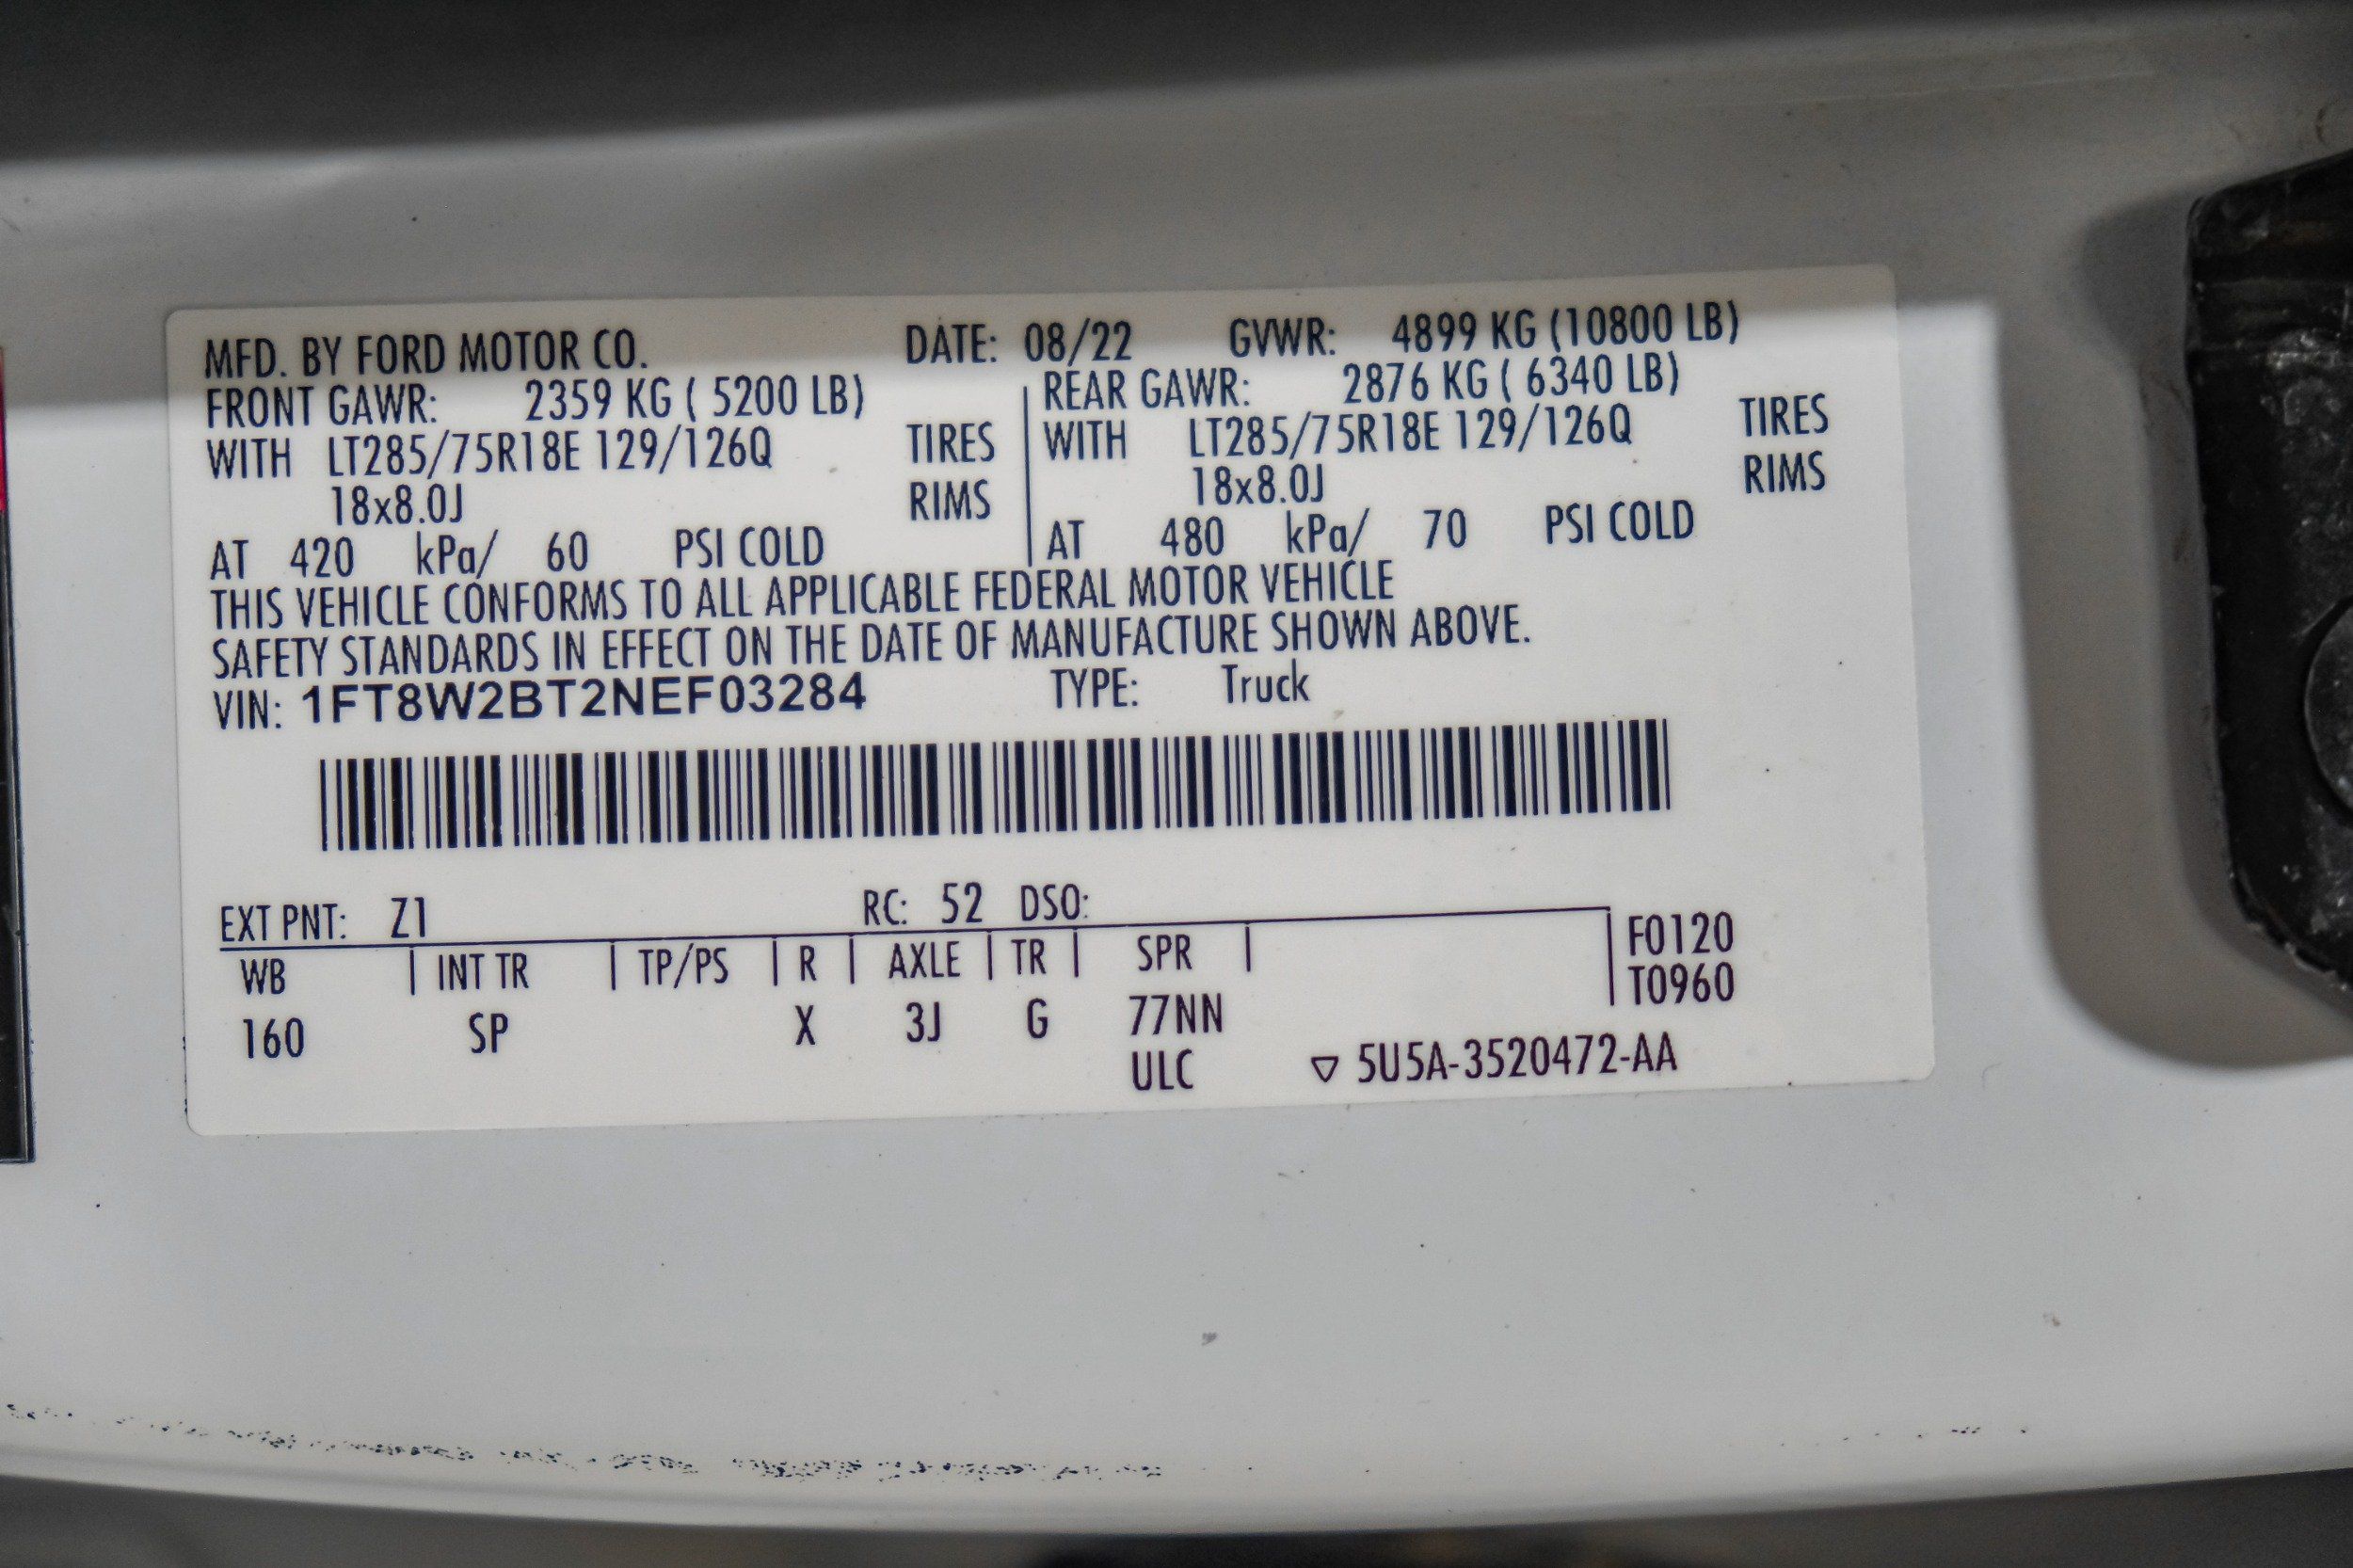 MFD. BY FORD MOTOR CO. DATE: 08/22 GVWR: 4899 KG (10800 LB)
FRONT GAWR: 2359 KG ( 5200 LB) REAR GAWR: 2876 KG ( 6340 LB)
WITH LT285/75R18E 129/126Q TIRES WITH LT285/75R18E 129/126Q TIRES
18x8.0J RIMS 18x8.0J RIMS
AT 420 kPa/ 60 PSI COLD AT 480 kPa/ 70 PSI COLD
THIS VEHICLE CONFORMS TO ALL APPLICABLE FEDERAL MOTOR VEHICLE
SAFETY STANDARDS IN EFFECT ON THE DATE OF MANUFACTURE SHOWN ABOVE.
VIN: 1FT8W2BT2NEF03284 TYPE: Truck
EXT PNT: Z1 RC: 52 DSO:
WB INT TR TP/PS R AXLE TR SPR F0120
T0960
160 SP X 3J G 77NN
ULC ▽ 5U5A-3520472-AA